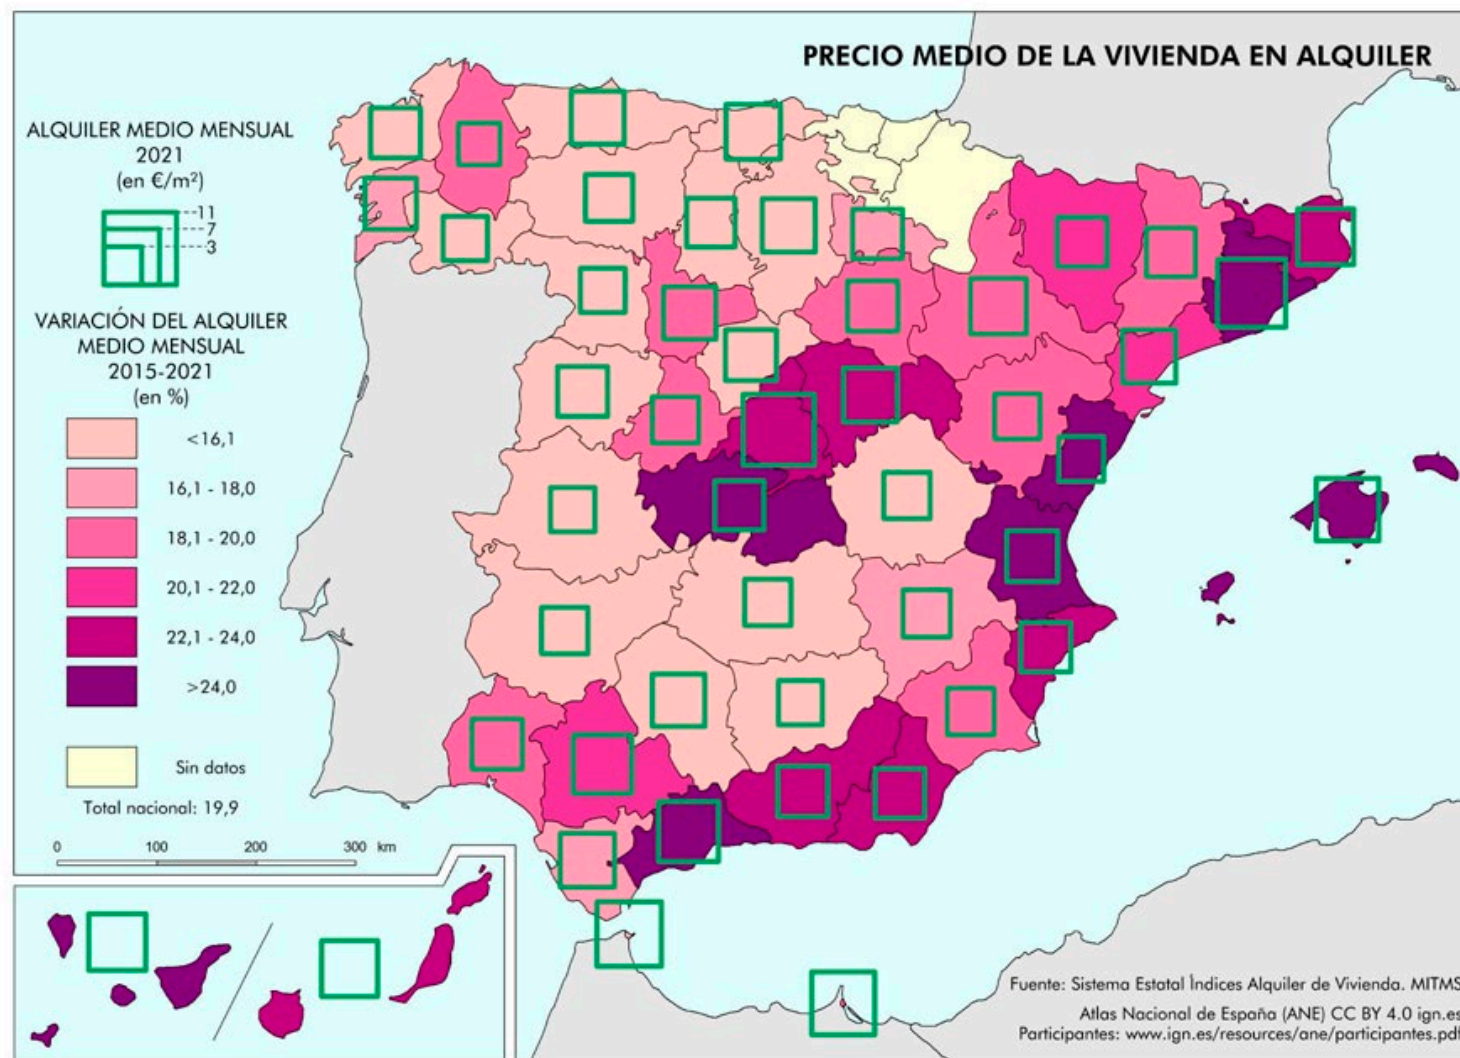 PRECIO MEDIO DE LA VIVIENDA EN ALQUILER
ALQUILER MEDIO MENSUAL
2021
(en €/m²)
11
7
3
VARIACIÓN DEL ALQUILER
MEDIO MENSUAL
2015-2021
(en %)
<16,1
16,1 - 18,0
18,1 - 20,0
20,1 - 22,0
22,1 - 24,0
>24,0
Sin datos
Total nacional: 19,9
0 100 200 300 km
Fuente: Sistema Estatal Índices Alquiler de Vivienda. MITMS
Atlas Nacional de España (ANE) CC BY 4.0 ign.es
Participantes: www.ign.es/resources/ane/participantes.pdf